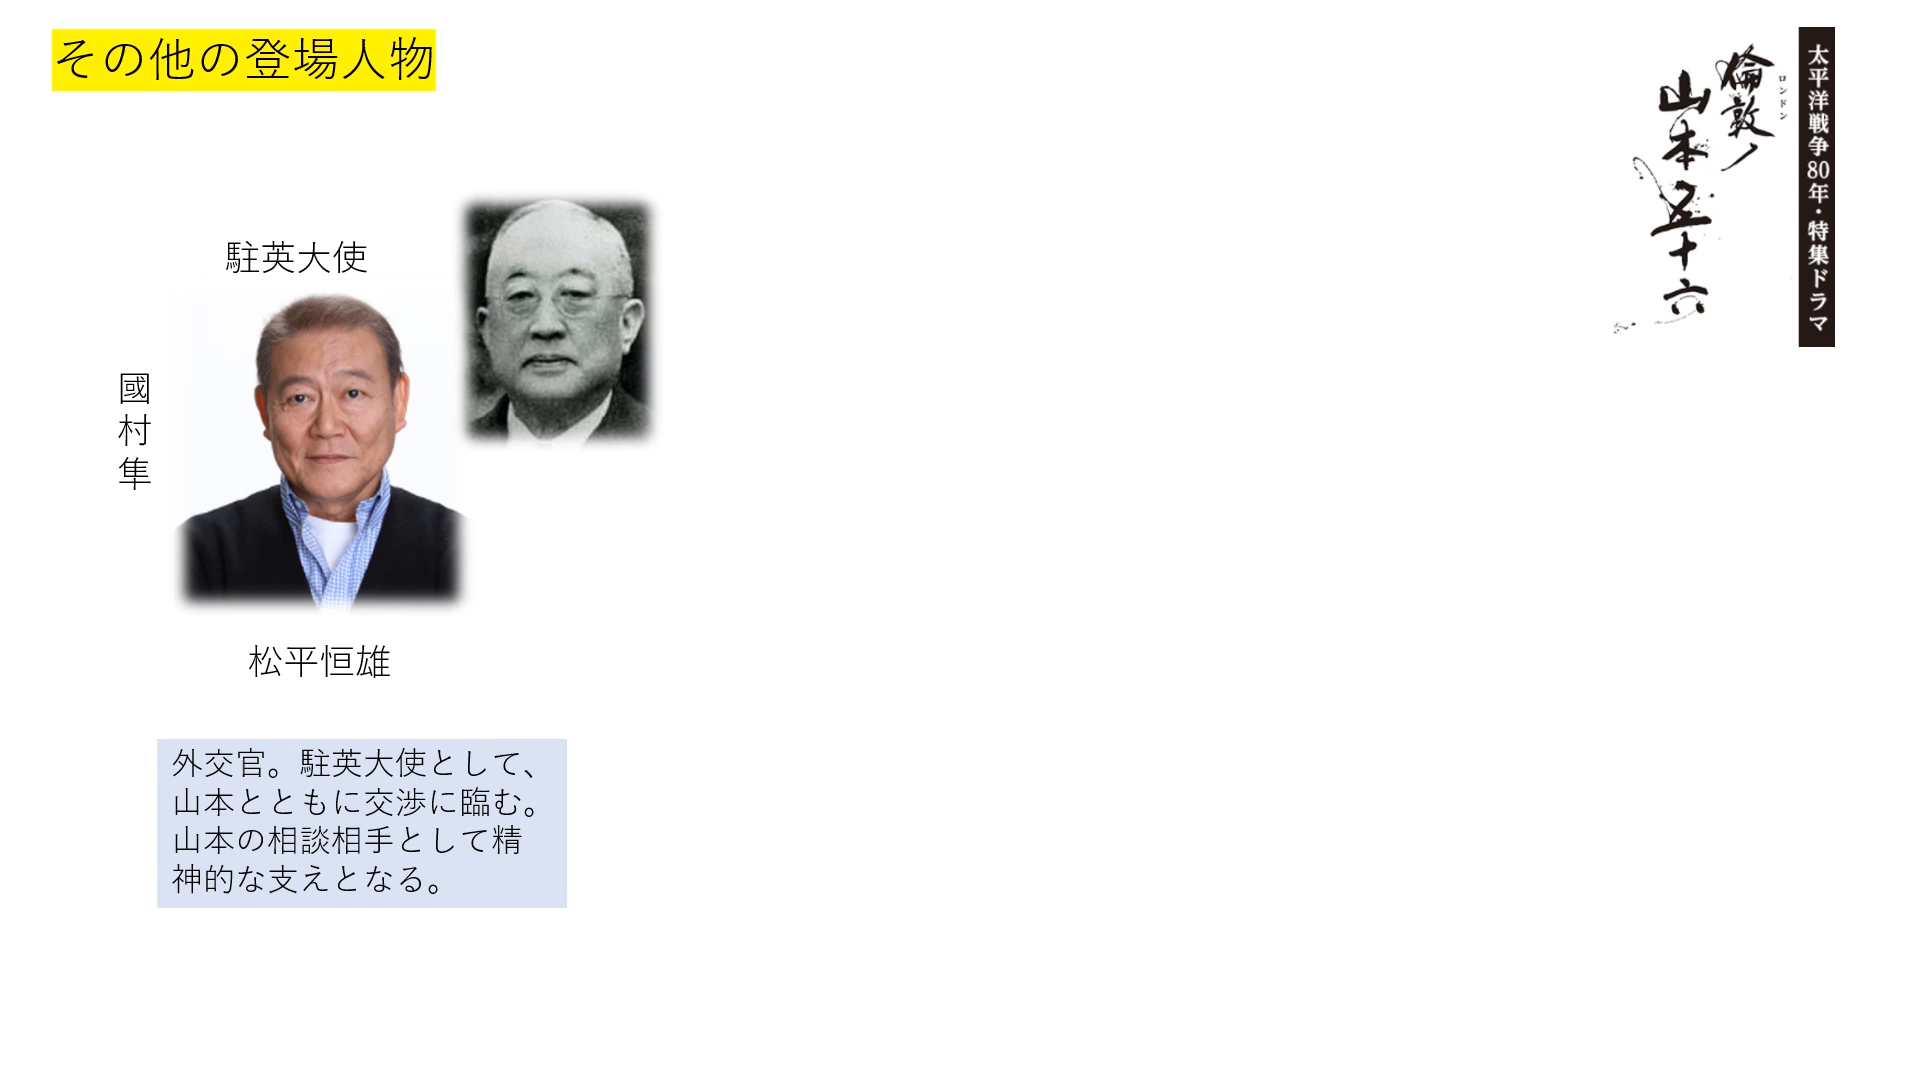 その他の登場人物
太平洋戦争80年・特集ドラマ
倫敦ノ
ロンドン
山本五十六
駐英大使
國村隼
松平恒雄
外交官。駐英大使として、
山本とともに交渉に臨む。
山本の相談相手として精
神的な支えとなる。